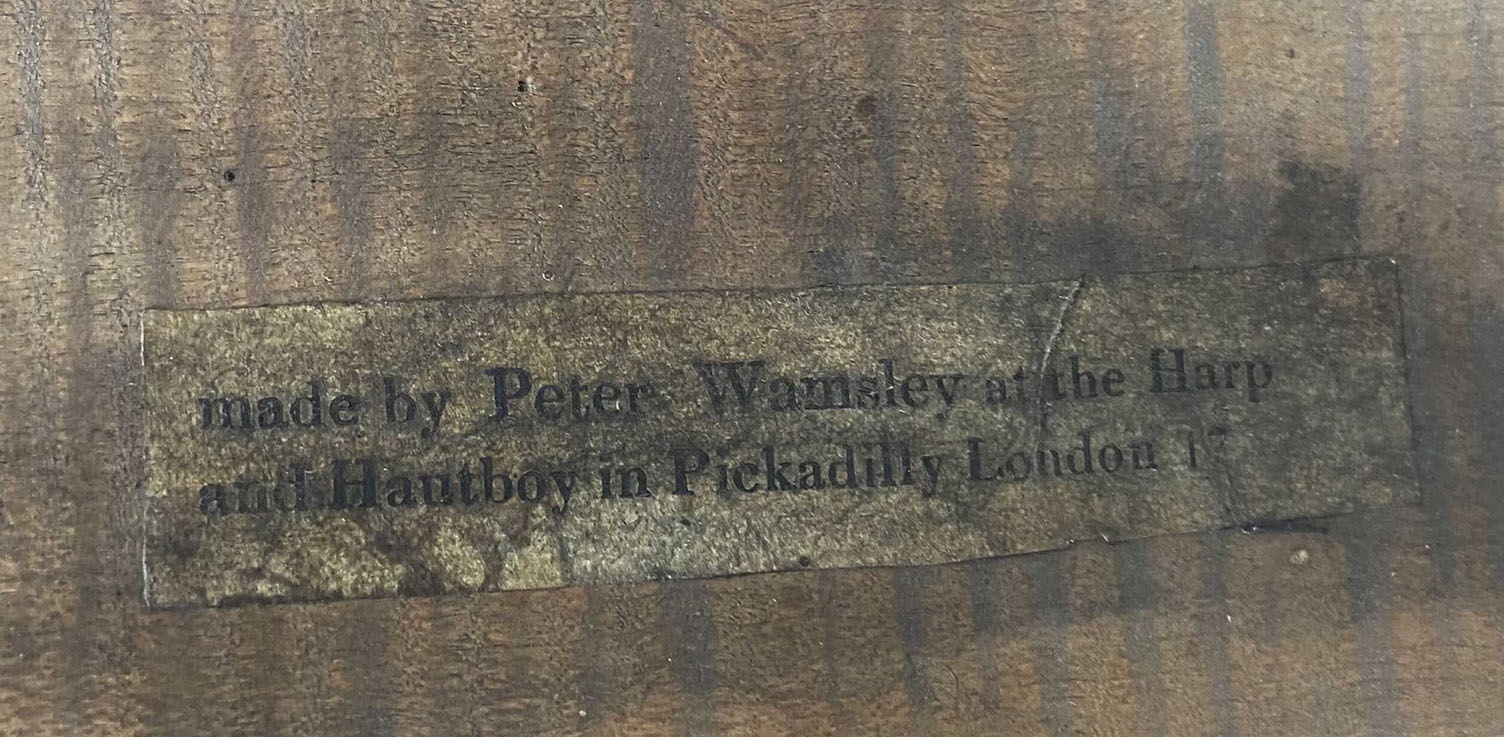 made by Peter Wamsley at the Harp
and Hautboy in Pickadilly London 17